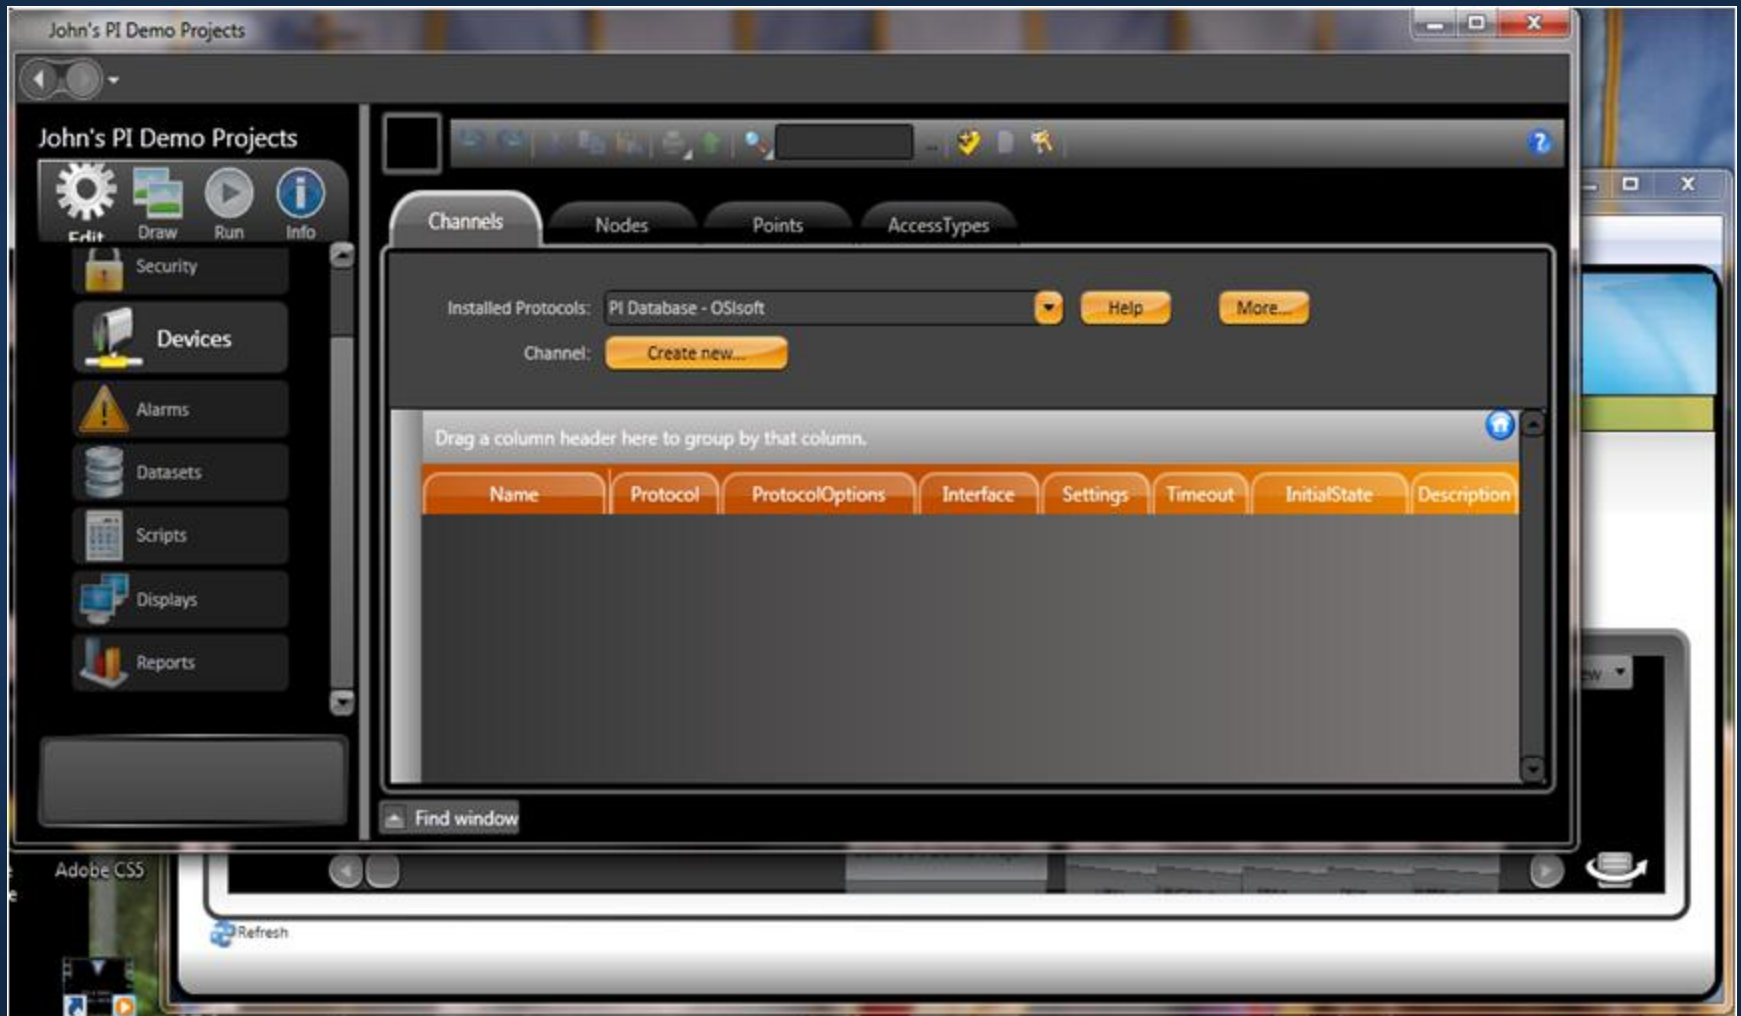 John's PI Demo Projects
John's PI Demo Projects
Edit
Draw
Run
Info
Security
Devices
Alarms
Datasets
Scripts
Displays
Reports
Channels
Nodes
Points
AccessTypes
Installed Protocols:
PI Database - OSIsoft
Help
More...
Channel:
Create new...
Drag a column header here to group by that column.
Name
Protocol
ProtocolOptions
Interface
Settings
Timeout
InitialState
Description
Find window
Adobe CS5
Refresh